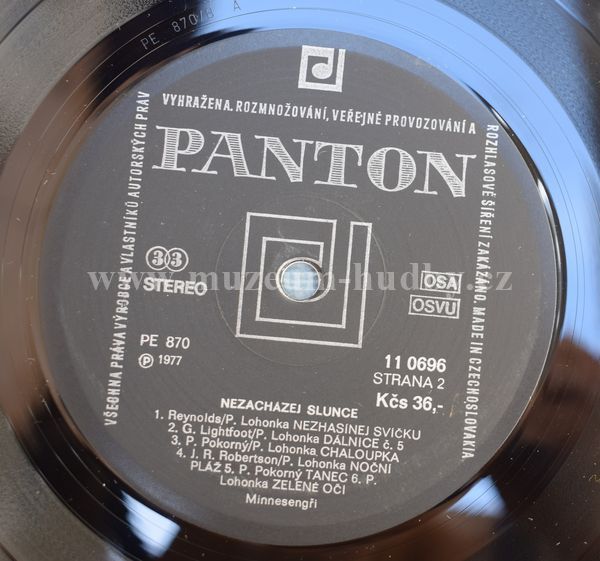 PE 870/B A
VYHRAŽENA. ROZMNOŽOVÁNÍ, VEŘEJNÉ PROVOZOVÁNÍ A
ROZHLASOVÉ ŠÍŘENÍ ZAKÁZÁNO. MADE IN CZECHOSLOVAKIA
VŠECHNA PRÁVA VÝROBCE A VLASTNÍKŮ AUTORSKÝCH PRÁV
PANTON
www.muzeum-hudby.cz
33
STEREO
OSA
OSVU
PE 870
Ⓟ 1977
11 0696
STRANA 2
Kčs 36,-
NEZACHÁZEJ SLUNCE
1. Reynolds/P. Lohonka NEZHASÍNEJ SVÍČKU
2. G. Lightfoot/P. Lohonka DÁLNICE č. 5
3. P. Pokorný/P. Lohonka CHALOUPKA
4. J. R. Robertson/P. Lohonka NOČNÍ
PLÁŽ 5. P. Pokorný TANEC 6. P.
Lohonka ZELENÉ OČI
Minnesengři